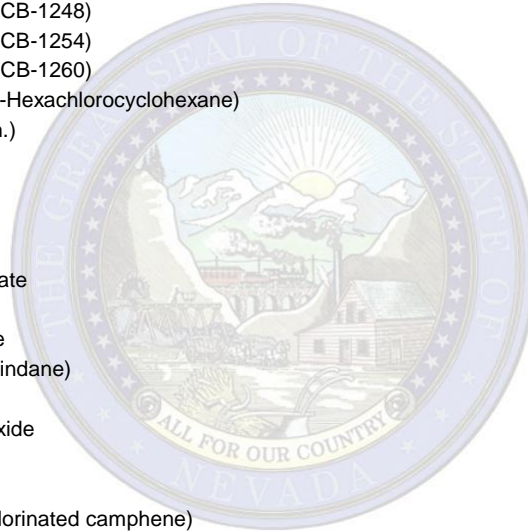 CB-1248)
CB-1254)
CB-1260)
-Hexachlorocyclohexane)
.)
ate
e
indane)
xide
lorinated camphene)
THE GREAT SEAL OF THE STATE OF
NEVADA
ALL FOR OUR COUNTRY